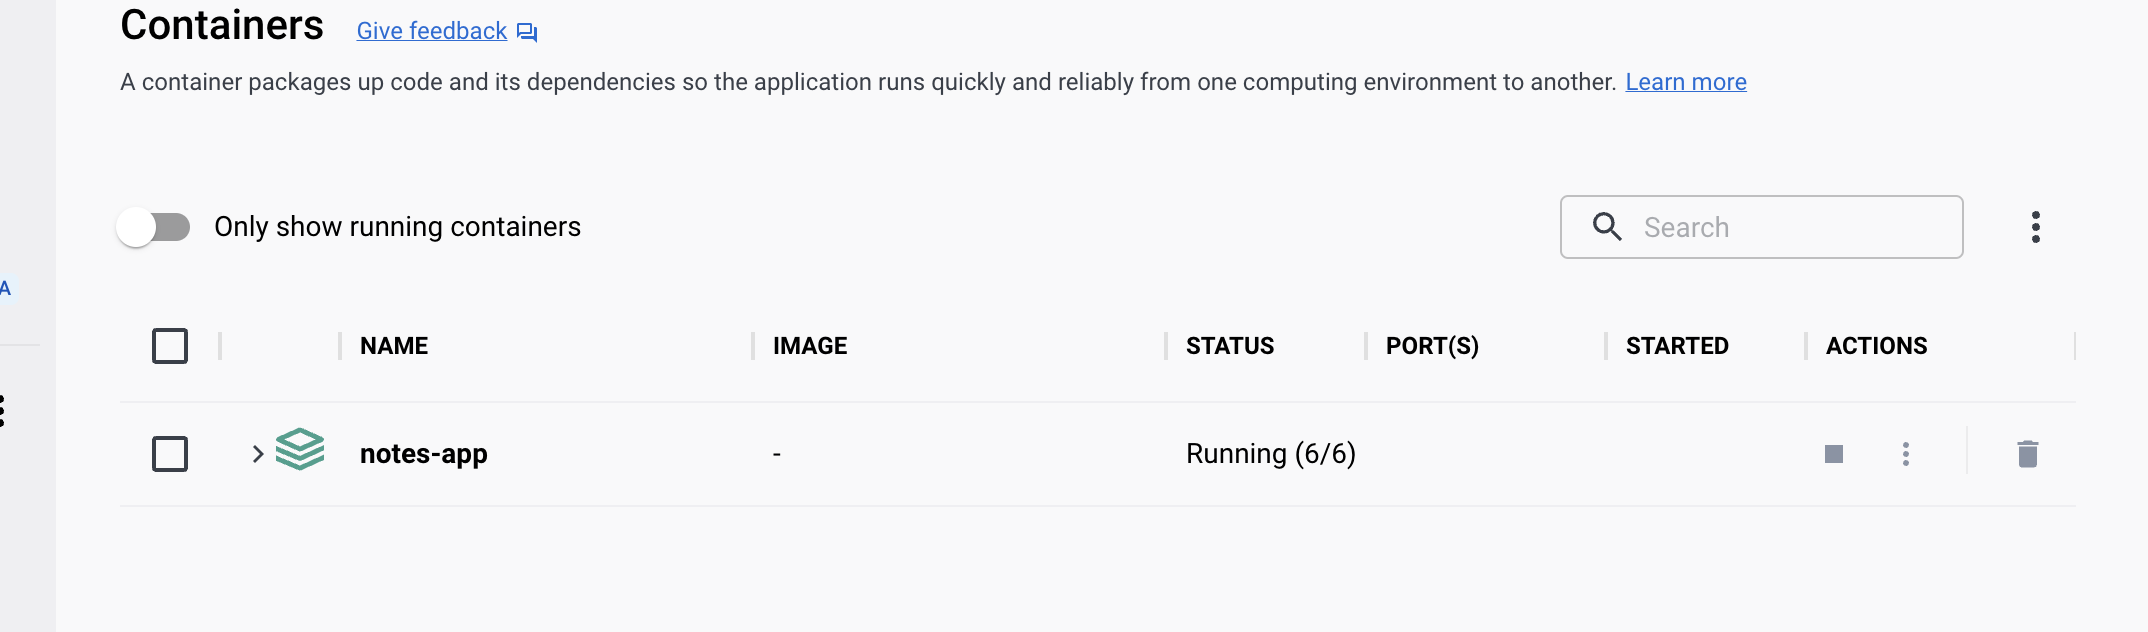 Containers Give feedback
A container packages up code and its dependencies so the application runs quickly and reliably from one computing environment to another. Learn more
Only show running containers Search
A
NAME IMAGE STATUS PORT(S) STARTED ACTIONS
notes-app - Running (6/6)